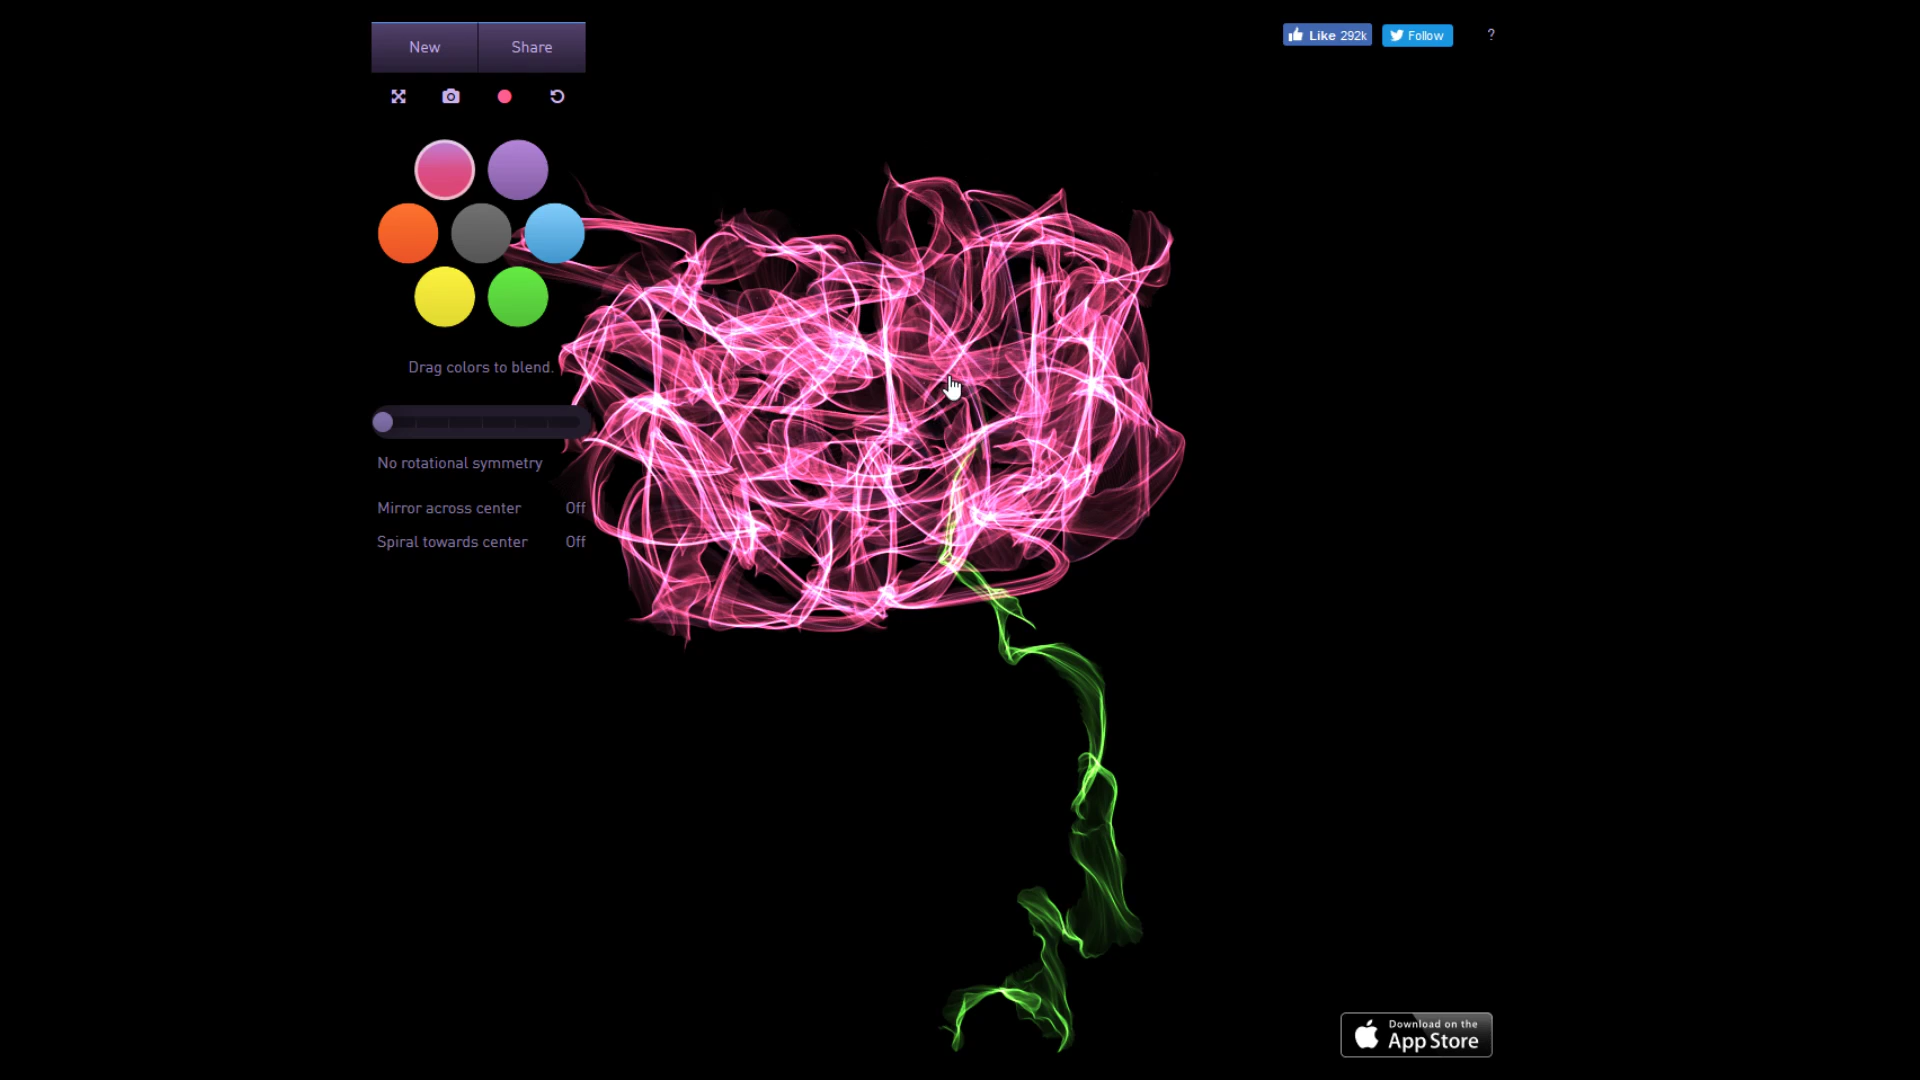 New
Share
Like 292k
Follow
?
Drag colors to blend.
No rotational symmetry
Mirror across center Off
Spiral towards center Off
Download on the
App Store